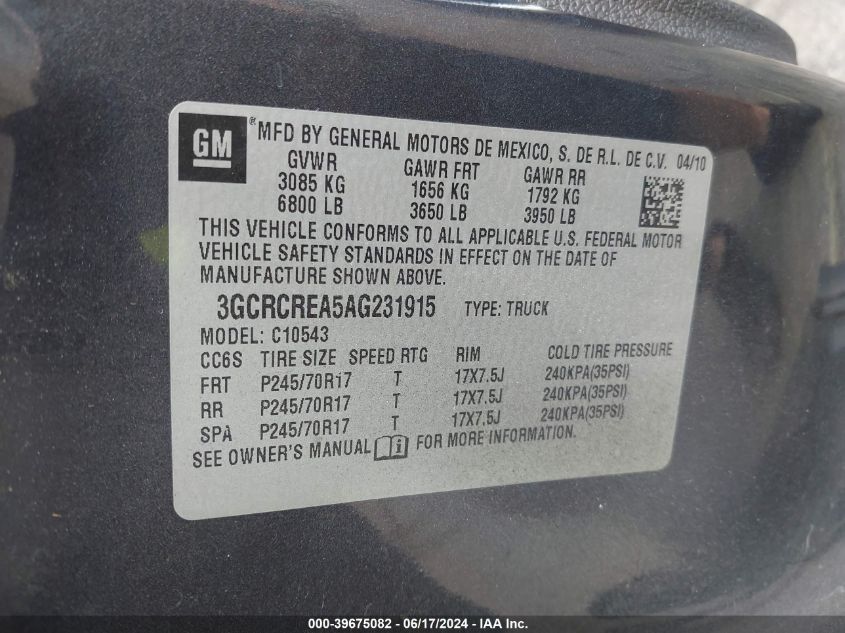 GM ® MFD BY GENERAL MOTORS DE MEXICO, S. DE R.L. DE C.V. 04/10
GVWR GAWR FRT GAWR RR
3085 KG 1656 KG 1792 KG
6800 LB 3650 LB 3950 LB
THIS VEHICLE CONFORMS TO ALL APPLICABLE U.S. FEDERAL MOTOR
VEHICLE SAFETY STANDARDS IN EFFECT ON THE DATE OF
MANUFACTURE SHOWN ABOVE.
3GCRCREA5AG231915 TYPE: TRUCK
MODEL: C10543
CC6S TIRE SIZE SPEED RTG RIM COLD TIRE PRESSURE
FRT P245/70R17 T 17X7.5J 240KPA(35PSI)
RR P245/70R17 T 17X7.5J 240KPA(35PSI)
SPA P245/70R17 T 17X7.5J 240KPA(35PSI)
SEE OWNER'S MANUAL i FOR MORE INFORMATION.
000-39675082 - 06/17/2024 - IAA Inc.